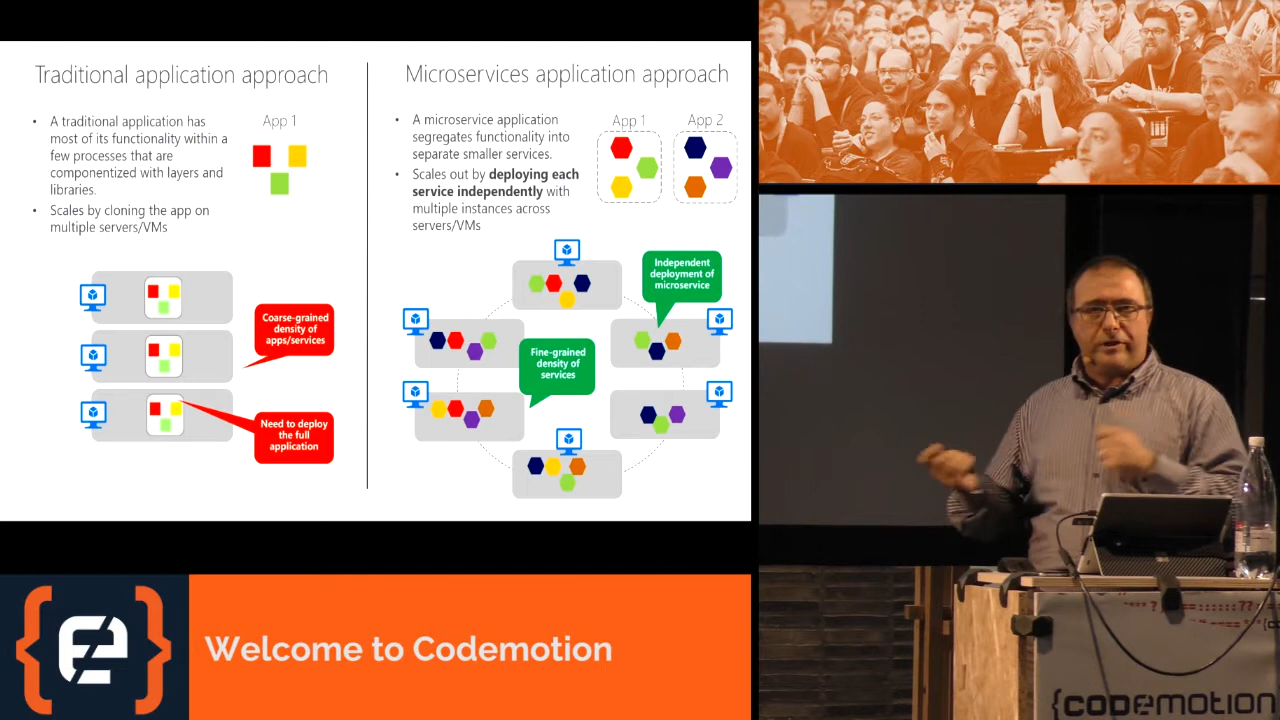 Traditional application approach
• A traditional application has
most of its functionality within a
few processes that are
componentized with layers and
libraries.
• Scales by cloning the app on
multiple servers/VMs
App 1
Coarse-grained
density of
apps/services
Need to deploy
the full
application
Microservices application approach
• A microservice application
segregates functionality into
separate smaller services.
• Scales out by deploying each
service independently with
multiple instances across
servers/VMs
App 1
App 2
Independent
deployment of
microservice
Fine-grained
density of
services
Welcome to Codemotion
{codemotion